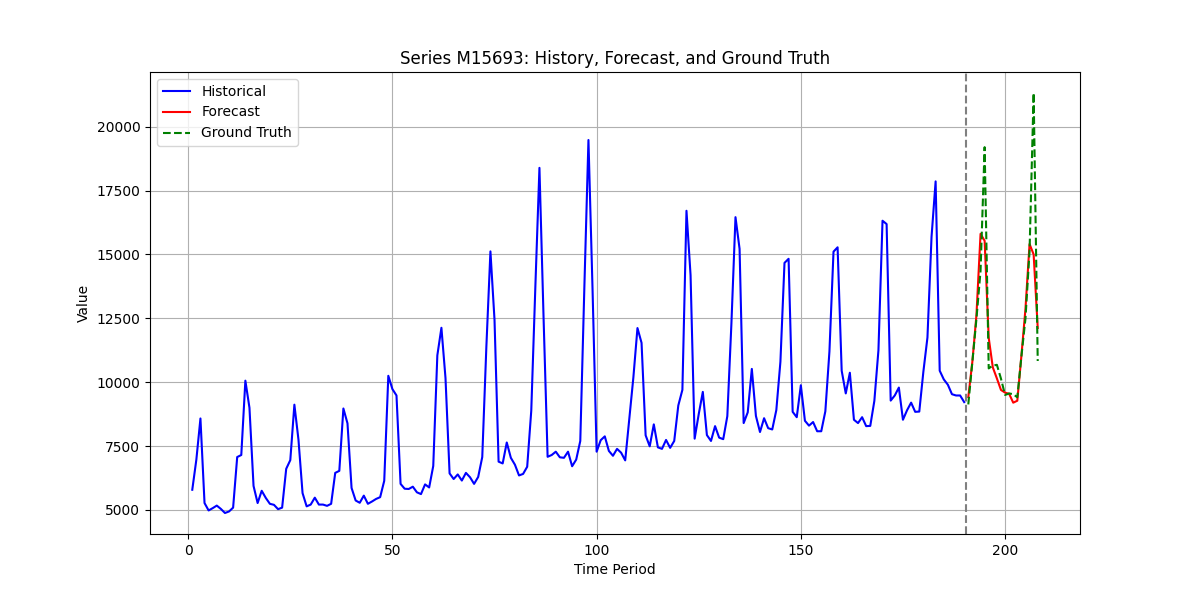 Series M15693: History, Forecast, and Ground Truth
Historical
Forecast
Ground Truth
20000
17500
15000
12500
10000
7500
5000
Value
0
50
100
150
200
Time Period